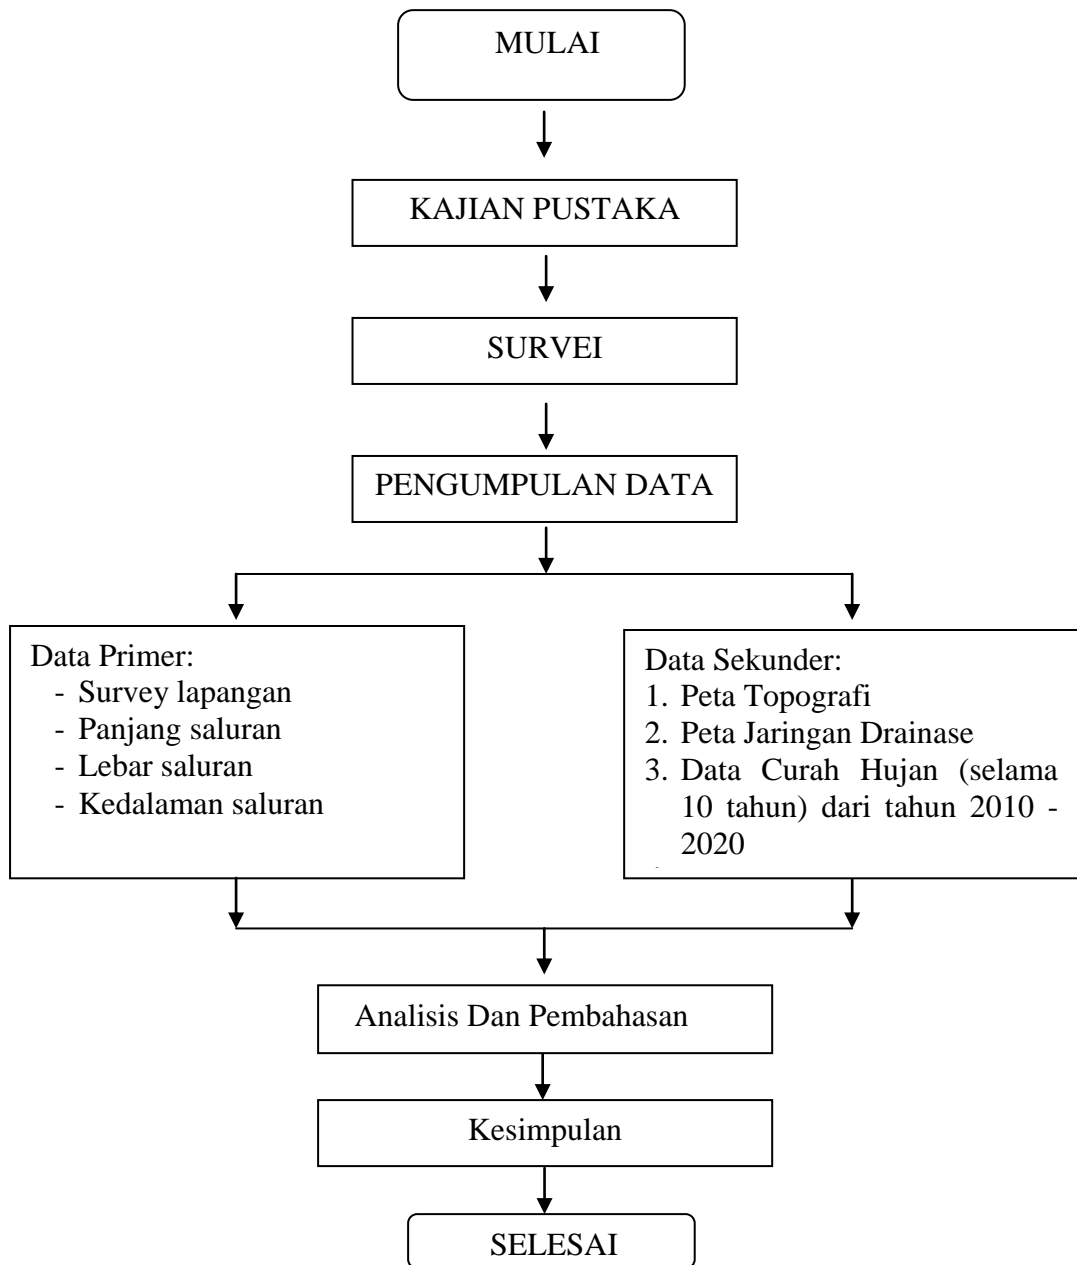 MULAI
KAJIAN PUSTAKA
SURVEI
PENGUMPULAN DATA
Data Primer:
- Survey lapangan
- Panjang saluran
- Lebar saluran
- Kedalaman saluran
Data Sekunder:
1. Peta Topografi
2. Peta Jaringan Drainase
3. Data Curah Hujan (selama
10 tahun) dari tahun 2010 -
2020
Analisis Dan Pembahasan
Kesimpulan
SELESAI